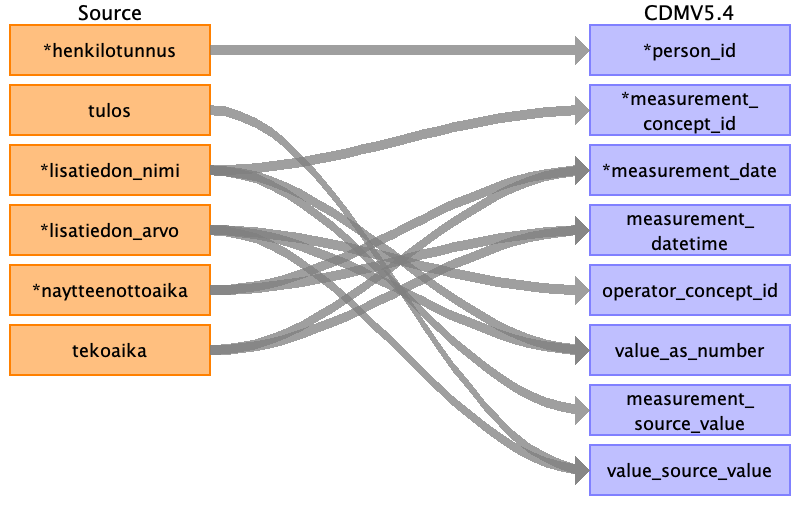 Source
CDMV5.4
*henkilotunnus
*person_id
tulos
*measurement_
concept_id
*lisatiedon_nimi
*measurement_date
*lisatiedon_arvo
measurement_
datetime
*naytteenottoaika
operator_concept_id
tekoaika
value_as_number
measurement_
source_value
value_source_value